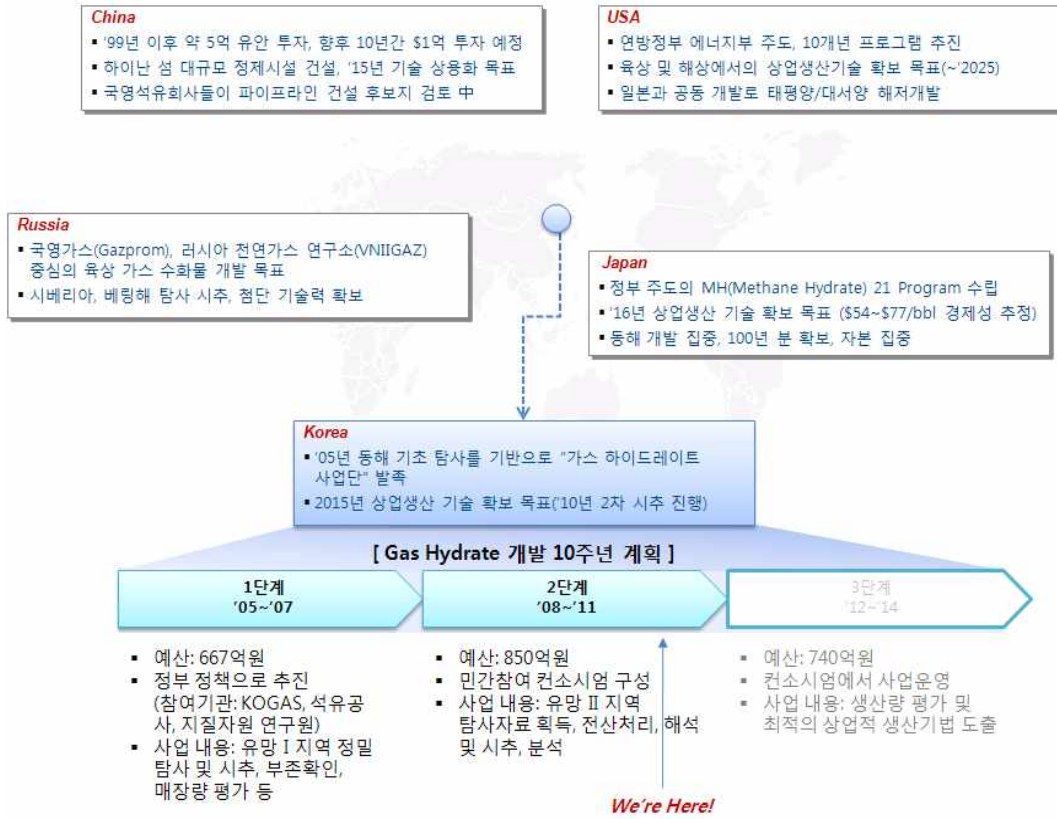 China
▪ '99년 이후 약 5억 유안 투자, 향후 10년간 $1억 투자 예정
▪ 하이난 섬 대규모 정제시설 건설, '15년 기술 상용화 목표
▪ 국영석유회사들이 파이프라인 건설 후보지 검토 中
USA
▪ 연방정부 에너지부 주도, 10개년 프로그램 추진
▪ 육상 및 해상에서의 상업생산기술 확보 목표(~'2025)
▪ 일본과 공동 개발로 태평양/대서양 해저개발
Russia
▪ 국영가스(Gazprom), 러시아 천연가스 연구소(VNIIGAZ)
중심의 육상 가스 수화물 개발 목표
▪ 시베리아, 베링해 탐사 시추, 첨단 기술력 확보
Japan
▪ 정부 주도의 MH(Methane Hydrate) 21 Program 수립
▪ '16년 상업생산 기술 확보 목표 ($54~$77/bbl 경제성 추정)
▪ 동해 개발 집중, 100년 분 확보, 자본 집중
Korea
▪ '05년 동해 기초 탐사를 기반으로 "가스 하이드레이트
사업단" 발족
▪ 2015년 상업생산 기술 확보 목표('10년 2차 시추 진행)
[ Gas Hydrate 개발 10주년 계획 ]
1단계
'05~'07
2단계
'08~'11
3단계
'12~'14
▪ 예산: 667억원
▪ 정부 정책으로 추진
(참여기관: KOGAS, 석유공
사, 지질자원 연구원)
▪ 사업 내용: 유망 I 지역 정밀
탐사 및 시추, 부존확인,
매장량 평가 등
▪ 예산: 850억원
▪ 민간참여 컨소시엄 구성
▪ 사업 내용: 유망 II 지역
탐사자료 획득, 전산처리, 해석
및 시추, 분석
▪ 예산: 740억원
▪ 컨소시엄에서 사업운영
▪ 사업 내용: 생산량 평가 및
최적의 상업적 생산기법 도출
We're Here!